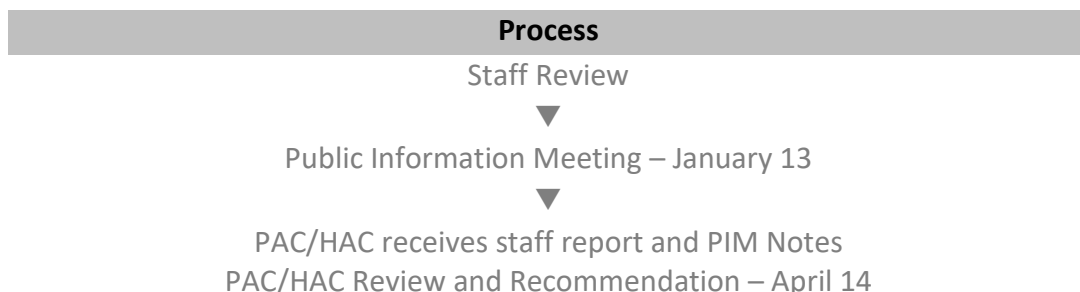 Process
Staff Review
▼
Public Information Meeting – January 13
▼
PAC/HAC receives staff report and PIM Notes
PAC/HAC Review and Recommendation – April 14